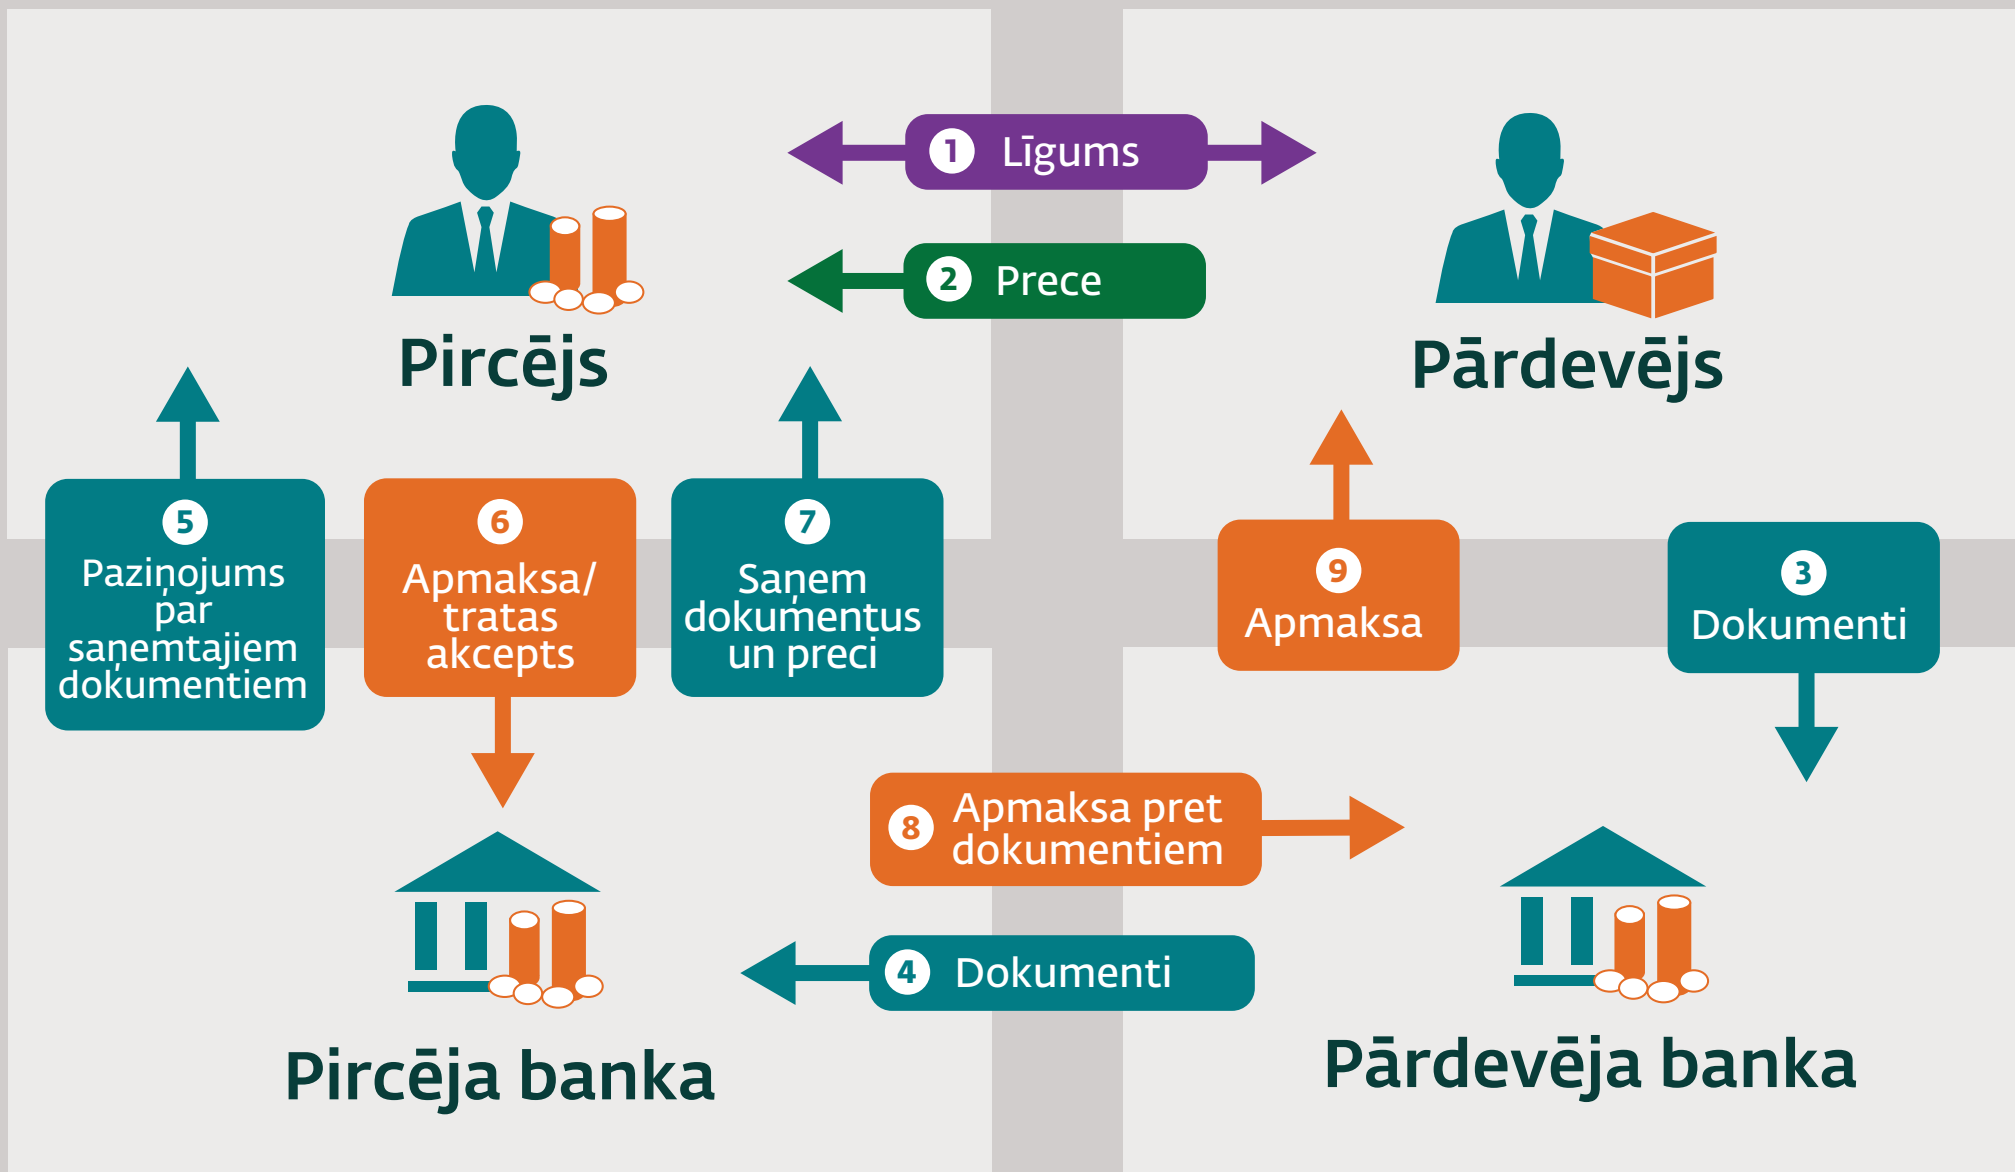 1 Līgums
2 Prece
Pircējs
Pārdevējs
5
Paziņojums
par
saņemtajiem
dokumentiem
6
Apmaksa/
tratas
akcepts
7
Saņem
dokumentus
un preci
9
Apmaksa
3
Dokumenti
8 Apmaksa pret
dokumentiem
4 Dokumenti
Pircēja banka
Pārdevēja banka